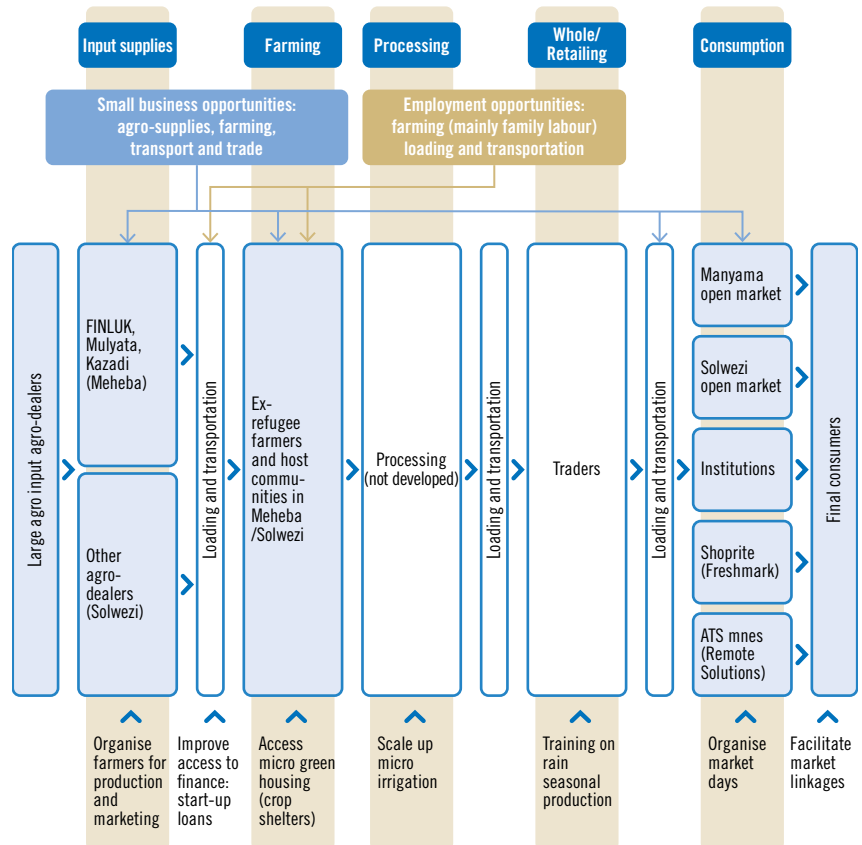 Input supplies
Farming
Processing
Whole/
Retailing
Consumption
Small business opportunities:
agro-supplies, farming,
transport and trade
Employment opportunities:
farming (mainly family labour)
loading and transportation
Large agro input agro-dealers
FINLUK,
Mulyata,
Kazadi
(Meheba)
Other
agro-
dealers
(Solwezi)
Loading and transportation
Ex-
refugee
farmers
and host
commu-
nities in
Meheba
/Solwezi
Processing
(not developed)
Loading and transportation
Traders
Loading and transportation
Manyama
open market
Solwezi
open market
Institutions
Shoprite
(Freshmark)
ATS mnes
(Remote
Solutions)
Final consumers
Organise
farmers for
production
and
marketing
Improve
access to
finance:
start-up
loans
Access
micro green
housing
(crop
shelters)
Scale up
micro
irrigation
Training on
rain
seasonal
production
Organise
market
days
Facilitate
market
linkages